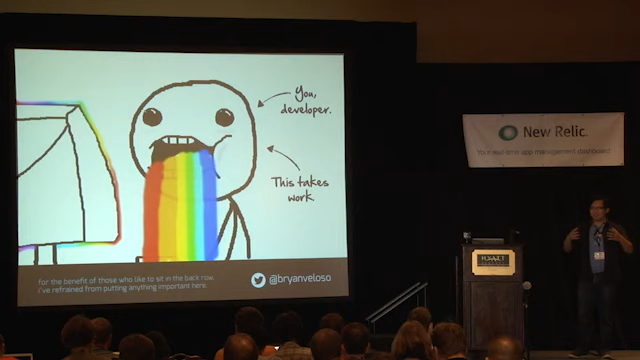 You,
developer.
This takes
work
for the benefit of those who like to sit in the back row,
i've refrained from putting anything important here.
@bryanveloso
New Relic.
Your real-time app management dashboard
HYATT